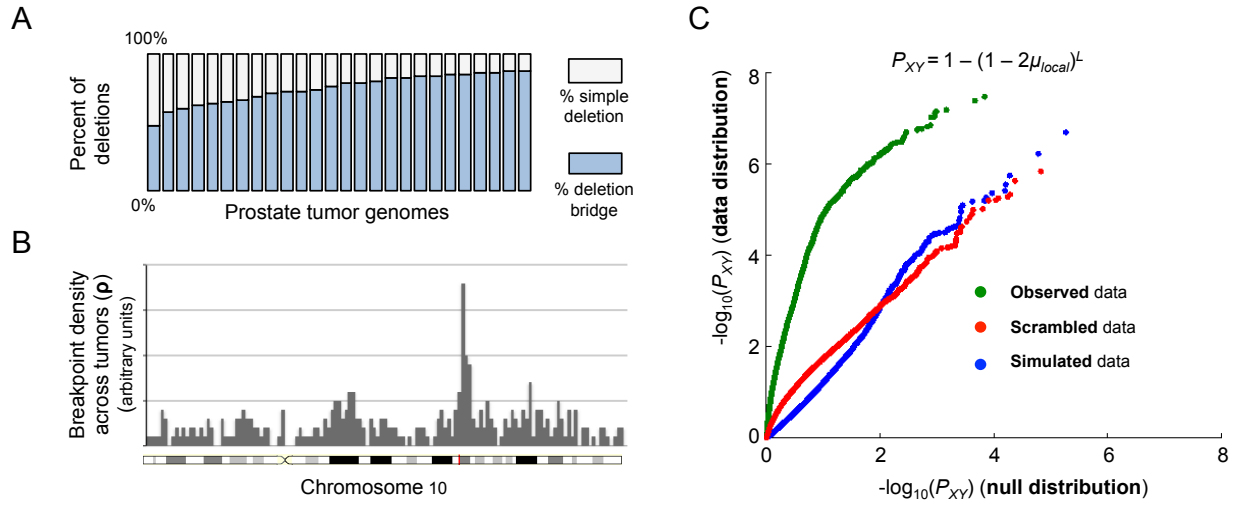 A
100%
Percent of
deletions
0%
Prostate tumor genomes
% simple
deletion
% deletion
bridge
B
Breakpoint density
across tumors (ρ)
(arbitrary units)
Chromosome 10
C
P_XY = 1 – (1 – 2μ_local)^L
-log₁₀(P_XY) (data distribution)
8
6
4
2
0
Observed data
Scrambled data
Simulated data
0 2 4 6 8
-log₁₀(P_XY) (null distribution)